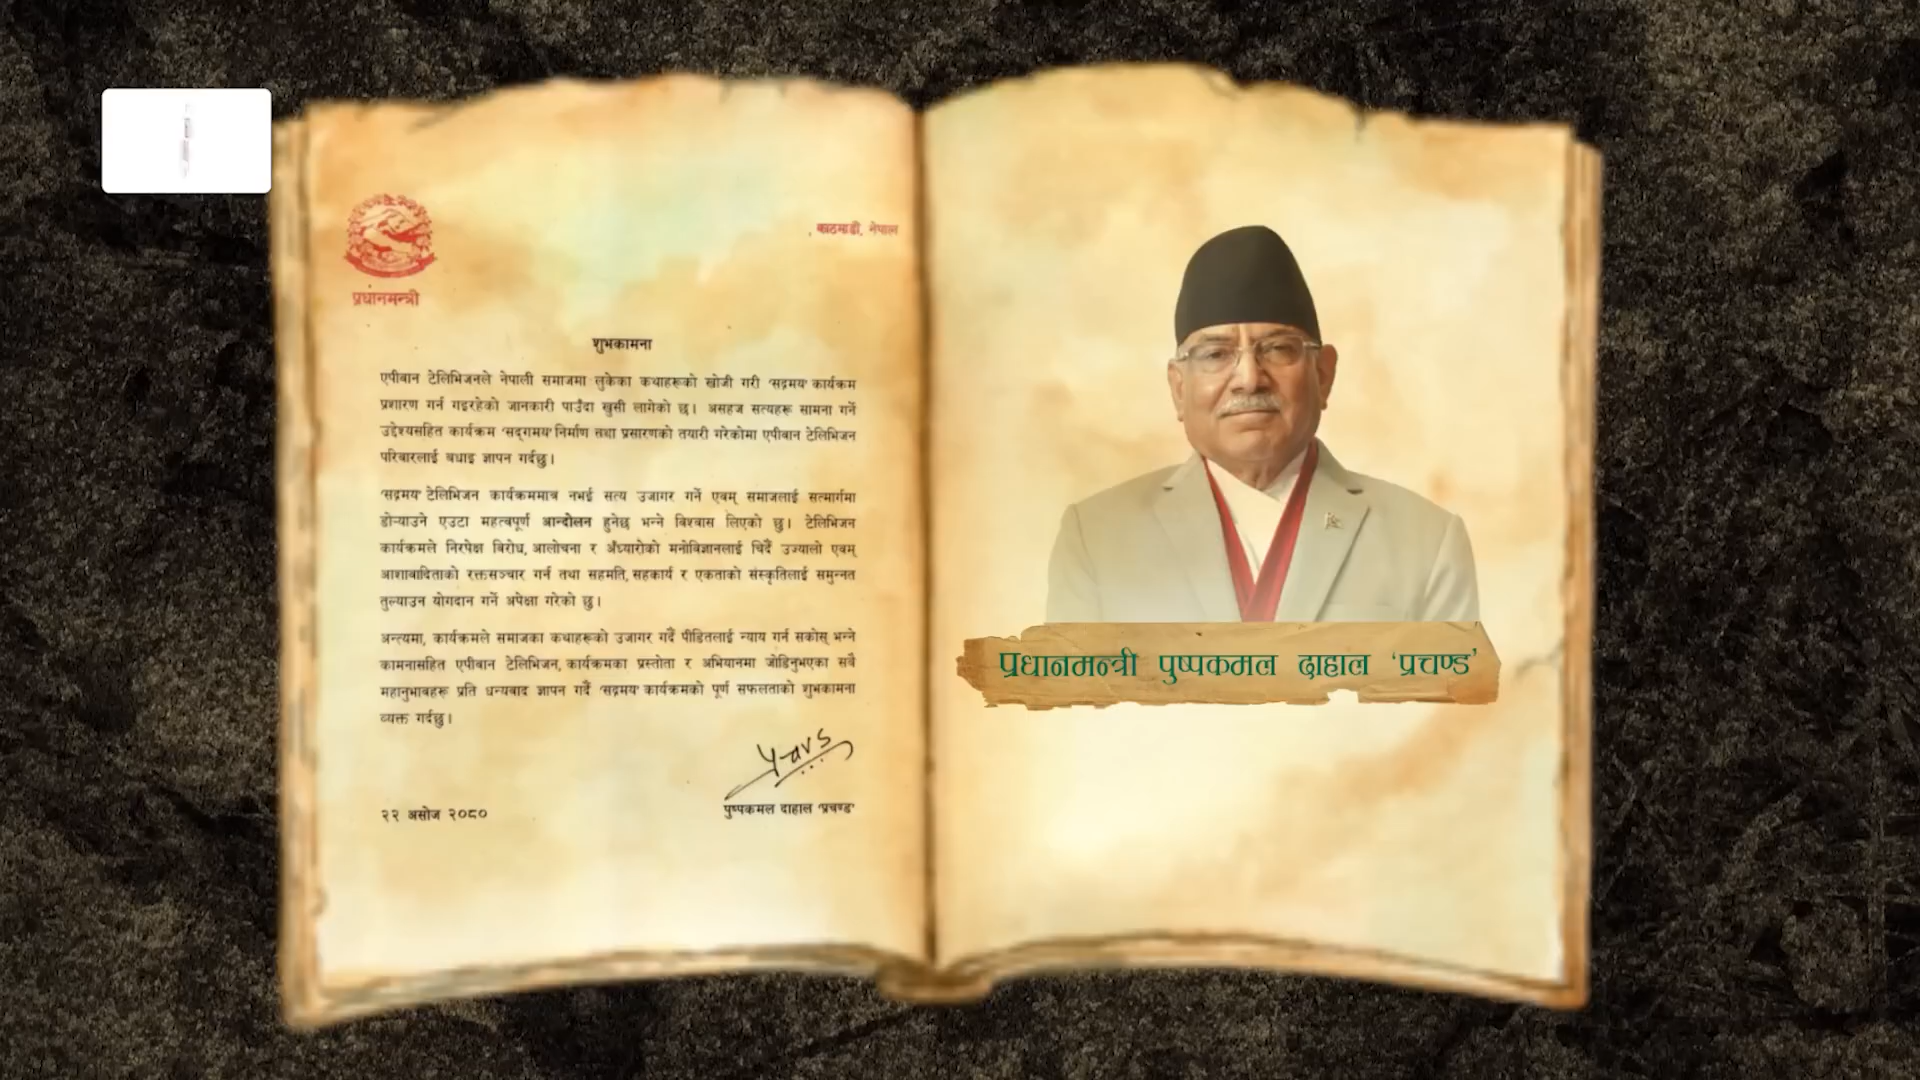 काठमाडौं, नेपाल
प्रधानमन्त्री
शुभकामना
एपीवान टेलिभिजनले नेपाली समाजमा लुकेका कथाहरूको खोजी गरी 'सद्गमय' कार्यक्रम
प्रशारण गर्न गइरहेको जानकारी पाउँदा खुसी लागेको छ। असहज सत्यहरू सामना गर्ने
उद्देश्यसहित कार्यक्रम 'सद्‌गमय' निर्माण तथा प्रसारणको तयारी गरेकोमा एपीवान टेलिभिजन
परिवारलाई बधाइ ज्ञापन गर्दछु।
'सद्गमय' टेलिभिजन कार्यक्रममात्र नभई सत्य उजागर गर्ने एवम् समाजलाई सत्मार्गमा
डोऱ्याउने एउटा महत्वपूर्ण आन्दोलन हुनेछ भन्ने विश्वास लिएको छु। टेलिभिजन
कार्यक्रमले निरपेक्ष विरोध, आलोचना र अँध्यारोको मनोविज्ञानलाई चिर्दै उज्यालो एवम्
आशावादिताको रक्तसञ्चार गर्न तथा सहमति, सहकार्य र एकताको संस्कृतिलाई समुन्नत
तुल्याउन योगदान गर्ने अपेक्षा गरेको छु।
अन्त्यमा, कार्यक्रमले समाजका कथाहरूको उजागर गर्दै पीडितलाई न्याय गर्न सकोस् भन्ने
कामनासहित एपीवान टेलिभिजन, कार्यक्रमका प्रस्तोता र अभियानमा जोडिनुभएका सबै
महानुभावहरू प्रति धन्यवाद ज्ञापन गर्दै 'सद्गमय' कार्यक्रमको पूर्ण सफलताको शुभकामना
व्यक्त गर्दछु।
२२ असोज २०८०
पुष्पकमल दाहाल 'प्रचण्ड'
प्रधानमन्त्री पुष्पकमल दाहाल 'प्रचण्ड'